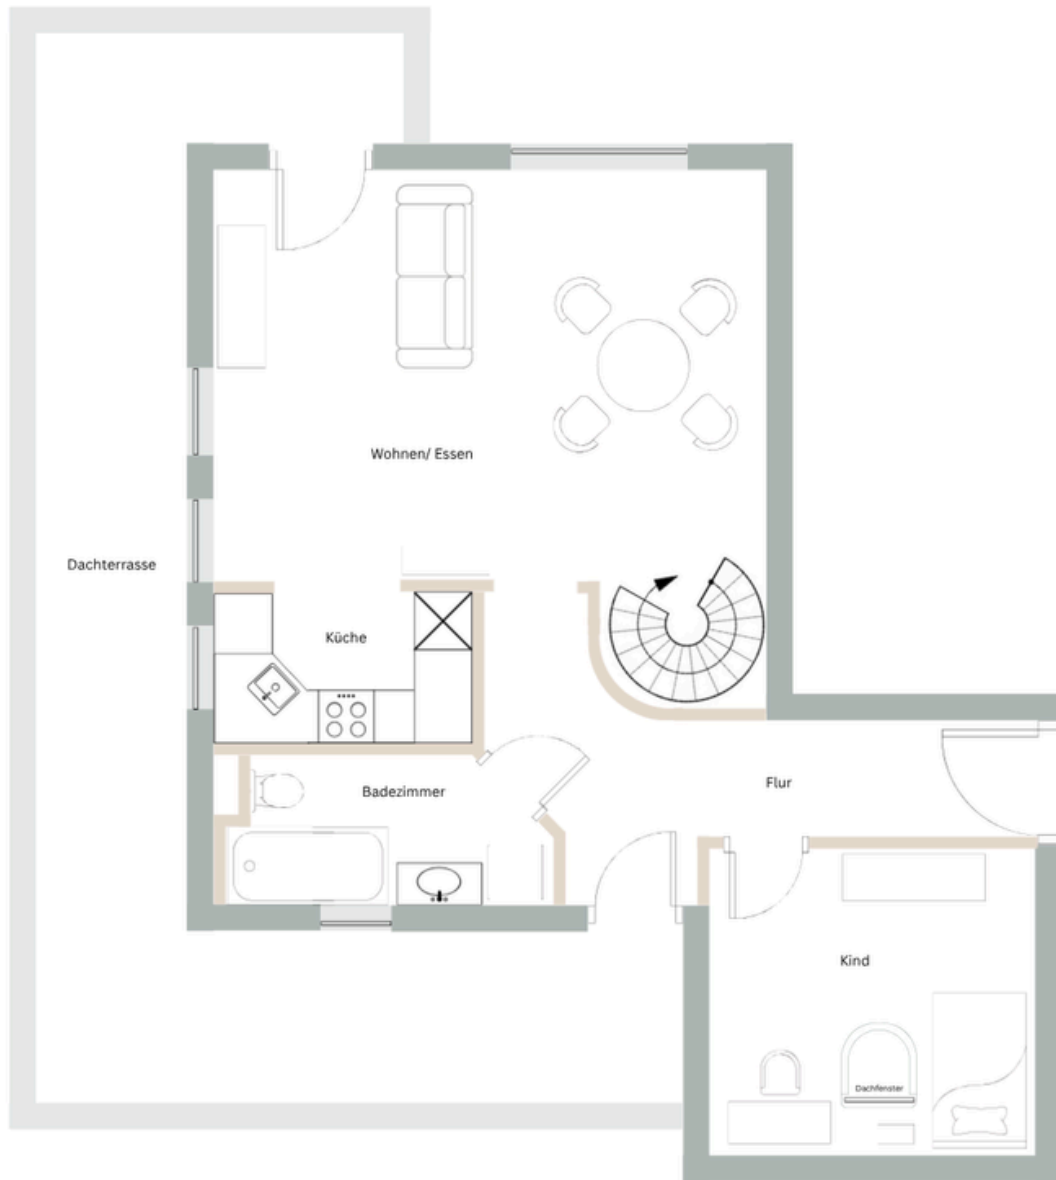 Wohnen/ Essen
Dachterrasse
Küche
Badezimmer
Flur
Kind
Dachfenster